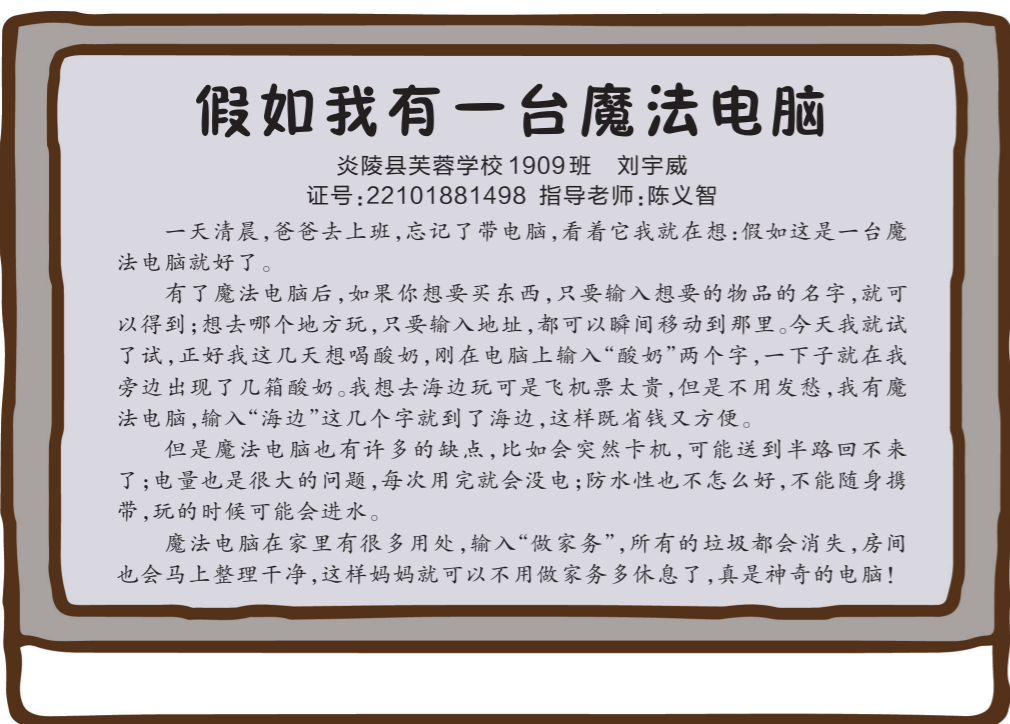 假如我有一台魔法电脑
炎陵县芙蓉学校1909班 刘宇威
证号:22101881498 指导老师:陈义智
一天清晨,爸爸去上班,忘记了带电脑,看着它我就在想:假如这是一台魔
法电脑就好了。
有了魔法电脑后,如果你想要买东西,只要输入想要的物品的名字,就可
以得到;想去哪个地方玩,只要输入地址,都可以瞬间移动到那里。今天我就试
了试,正好我这几天想喝酸奶,刚在电脑上输入“酸奶”两个字,一下子就在我
旁边出现了几箱酸奶。我想去海边玩可是飞机票太贵,但是不用发愁,我有魔
法电脑,输入“海边”这几个字就到了海边,这样既省钱又方便。
但是魔法电脑也有许多的缺点,比如会突然卡机,可能送到半路回不来
了;电量也是很大的问题,每次用完就会没电;防水性也不怎么好,不能随身携
带,玩的时候可能会进水。
魔法电脑在家里有很多用处,输入“做家务”,所有的垃圾都会消失,房间
也会马上整理干净,这样妈妈就可以不用做家务多休息了,真是神奇的电脑!